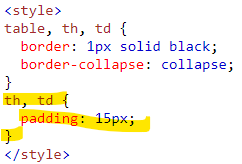 <style>
table, th, td {
  border: 1px solid black;
  border-collapse: collapse;
}
th, td {
  padding: 15px;
}
</style>